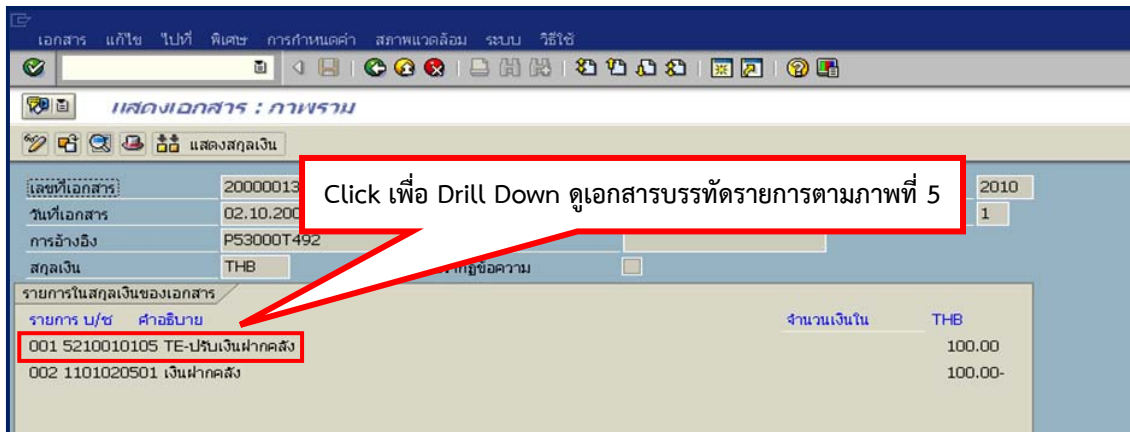 เอกสาร แก้ไข ไปที่ พิเศษ การกำหนดค่า สภาพแวดล้อม ระบบ วิธีใช้
แสดงเอกสาร : ภาพรวม
แสดงสกุลเงิน
Click เพื่อ Drill Down ดูเอกสารบรรทัดรายการตามภาพที่ 5
เลขที่เอกสาร 20000013 2010
วันที่เอกสาร 02.10.200 1
การอ้างอิง P53000T492
สกุลเงิน THB ข้อความ
รายการในสกุลเงินของเอกสาร
รายการ บ/ช คำอธิบาย จำนวนเงินใน THB
001 5210010105 TE-ปรับเงินฝากคลัง 100.00
002 1101020501 เงินฝากคลัง 100.00-